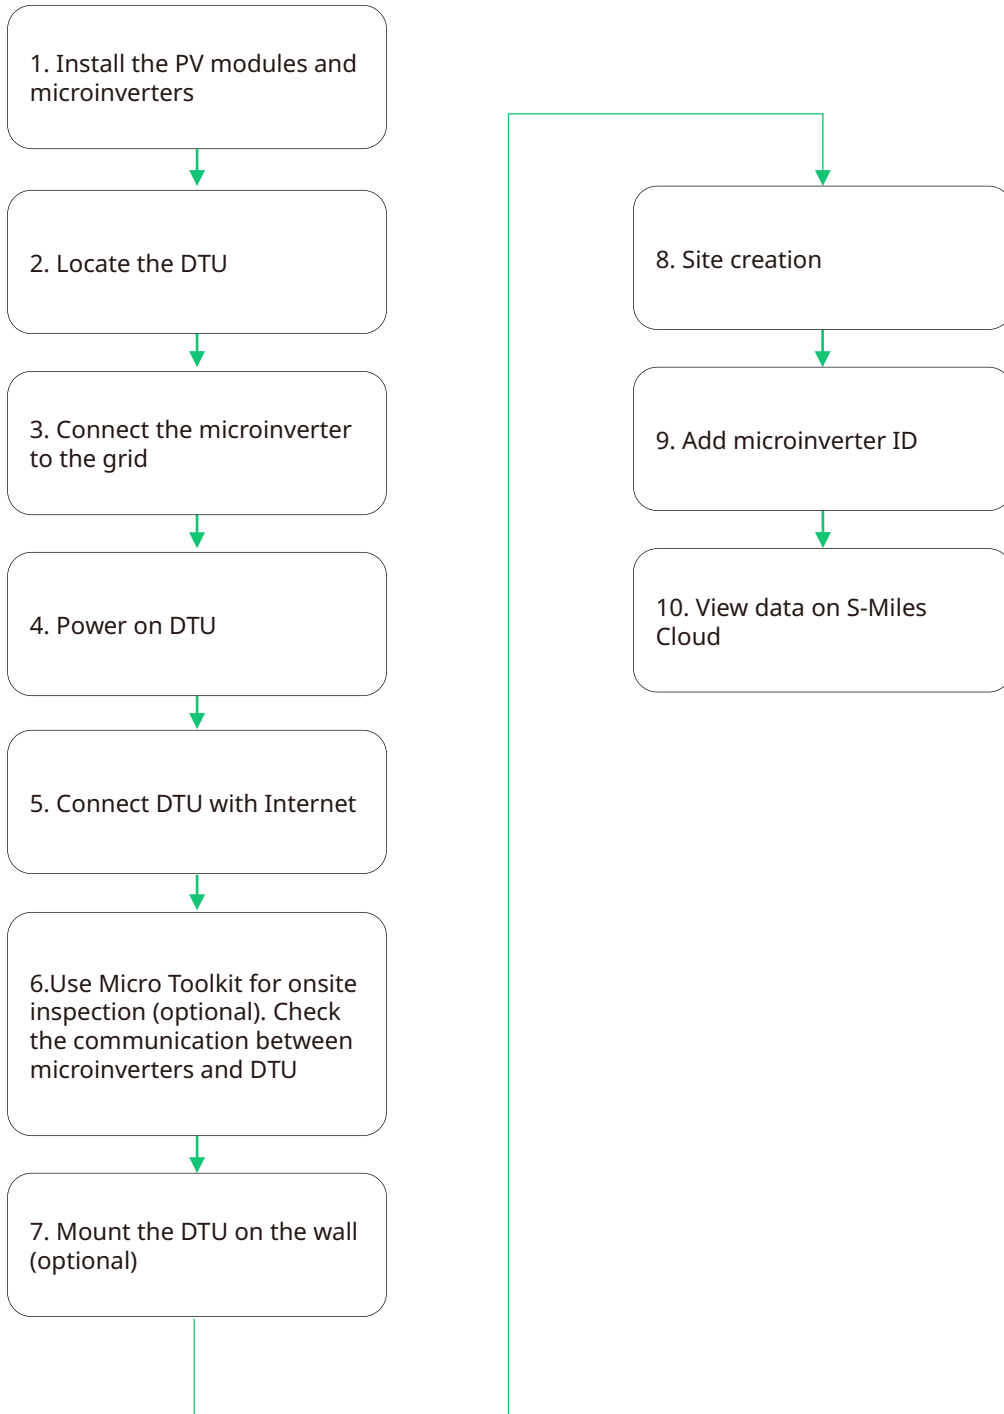 1. Install the PV modules and
microinverters
2. Locate the DTU
3. Connect the microinverter
to the grid
4. Power on DTU
5. Connect DTU with Internet
6.Use Micro Toolkit for onsite
inspection (optional). Check
the communication between
microinverters and DTU
7. Mount the DTU on the wall
(optional)
8. Site creation
9. Add microinverter ID
10. View data on S-Miles
Cloud